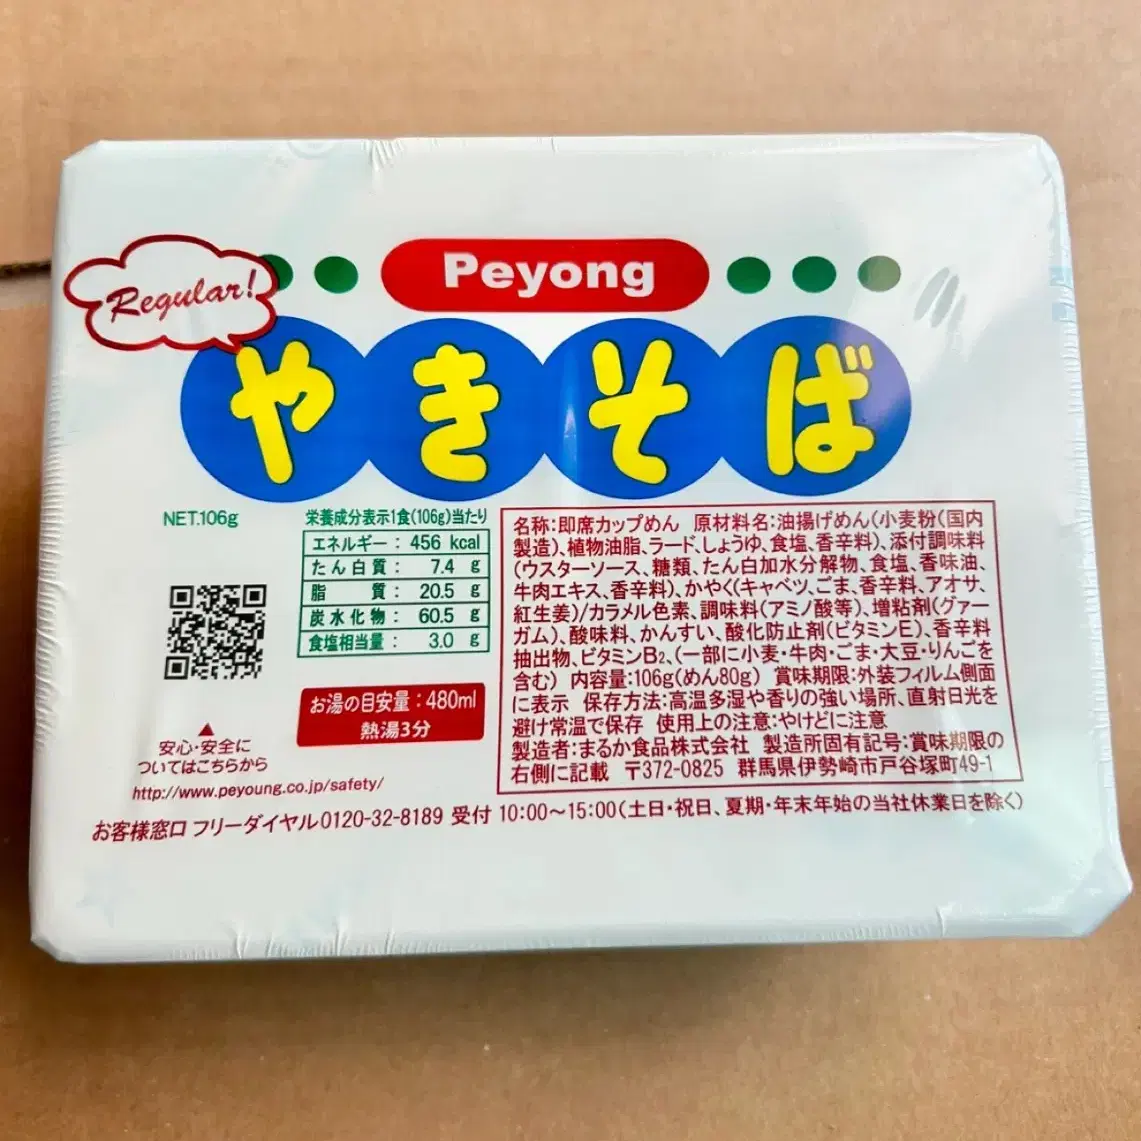 Peyong
Regular!
やきそば
NET.106g
栄養成分表示1食(106g)当たり
エネルギー: 456 kcal
たん白質: 7.4 g
脂質: 20.5 g
炭水化物: 60.5 g
食塩相当量: 3.0 g
お湯の目安量:480ml
熱湯3分
▲
安心・安全に
ついてはこちらから
http://www.peyoung.co.jp/safety/
名称:即席カップめん 原材料名:油揚げめん(小麦粉(国内
製造)、植物油脂、ラード、しょうゆ、食塩、香辛料)、添付調味料
(ウスターソース、糖類、たん白加水分解物、食塩、香味油、
牛肉エキス、香辛料)、かやく(キャベツ、ごま、香辛料、アオサ、
紅生姜)/カラメル色素、調味料(アミノ酸等)、増粘剤(グァー
ガム)、酸味料、かんすい、酸化防止剤(ビタミンE)、香辛料
抽出物、ビタミンB2、(一部に小麦・牛肉・ごま・大豆・りんごを
含む) 内容量:106g(めん80g) 賞味期限:外装フィルム側面
に表示 保存方法:高温多湿や香りの強い場所、直射日光を
避け常温で保存 使用上の注意:やけどに注意
製造者:まるか食品株式会社 製造所固有記号:賞味期限の
右側に記載 〒372-0825 群馬県伊勢崎市戸谷塚町49-1
お客様窓口 フリーダイヤル0120-32-8189 受付 10:00~15:00(土日・祝日、夏期・年末年始の当社休業日を除く)